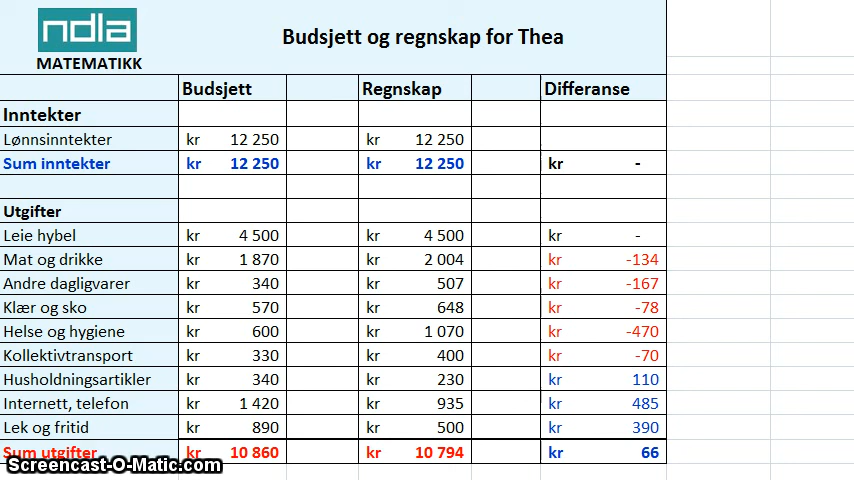 ndla
MATEMATIKK
Budsjett og regnskap for Thea
Budsjett Regnskap Differanse
Inntekter
Lønnsinntekter kr 12 250 kr 12 250
Sum inntekter kr 12 250 kr 12 250 kr -
Utgifter
Leie hybel kr 4 500 kr 4 500 kr -
Mat og drikke kr 1 870 kr 2 004 kr -134
Andre dagligvarer kr 340 kr 507 kr -167
Klær og sko kr 570 kr 648 kr -78
Helse og hygiene kr 600 kr 1 070 kr -470
Kollektivtransport kr 330 kr 400 kr -70
Husholdningsartikler kr 340 kr 230 kr 110
Internett, telefon kr 1 420 kr 935 kr 485
Lek og fritid kr 890 kr 500 kr 390
Sum utgifter kr 10 860 kr 10 794 kr 66
Screencast-O-Matic.com